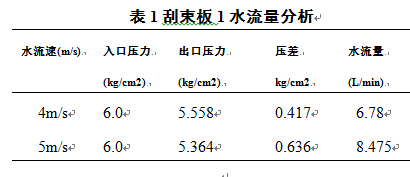 表1刮束板1水流量分析
水流速(m/s) 入口压力 出口压力 压差 水流量
(kg/cm2) (kg/cm2) kg/cm2 (L/min)
4m/s 6.0 5.558 0.417 6.78
5m/s 6.0 5.364 0.636 8.475